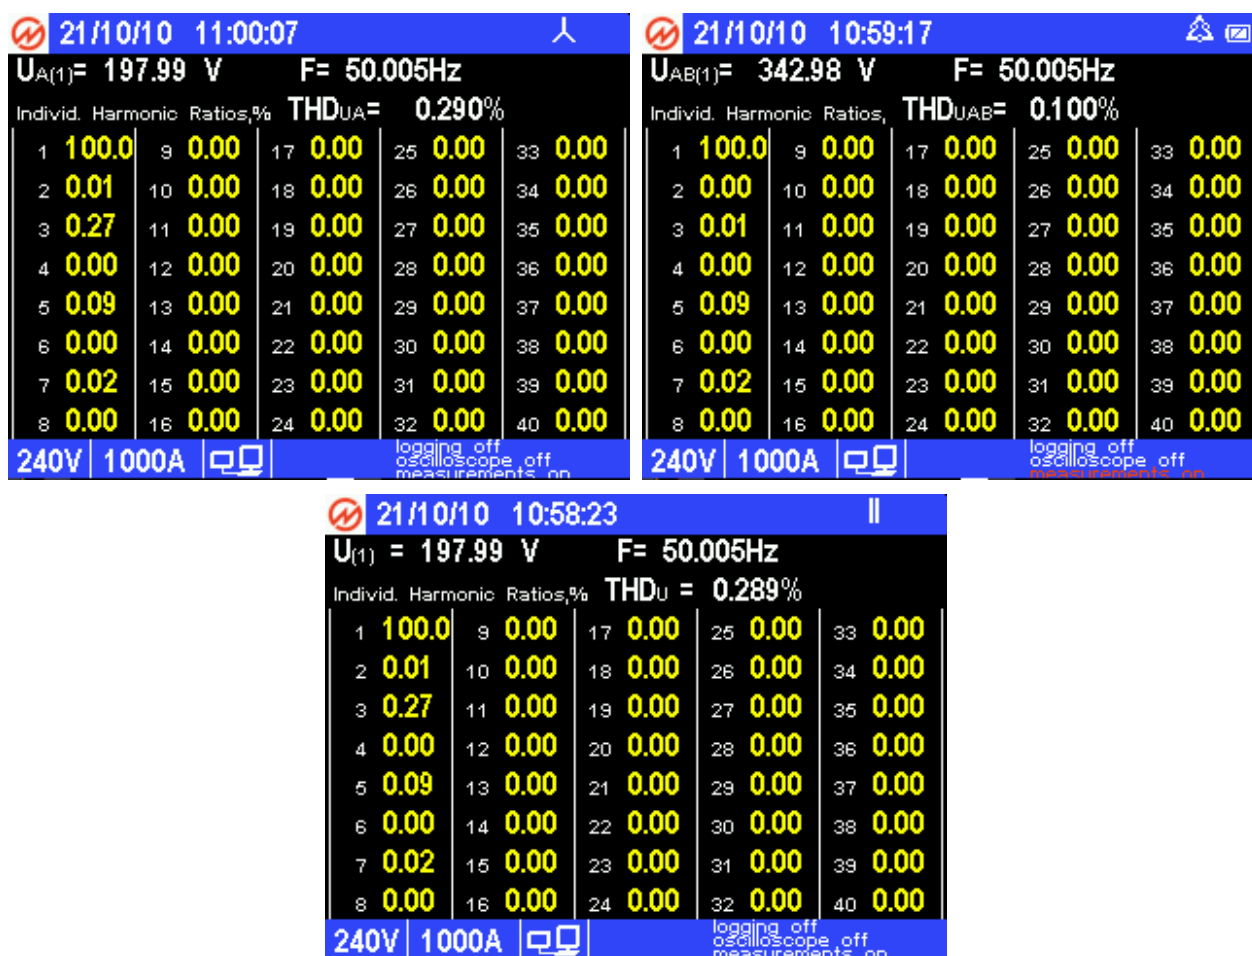 21/10/10 11:00:07
UA(1)= 197.99 V F= 50.005Hz
Individ. Harmonic Ratios,% THDUA= 0.290%
1 100.0 9 0.00 17 0.00 25 0.00 33 0.00
2 0.01 10 0.00 18 0.00 26 0.00 34 0.00
3 0.27 11 0.00 19 0.00 27 0.00 35 0.00
4 0.00 12 0.00 20 0.00 28 0.00 36 0.00
5 0.09 13 0.00 21 0.00 29 0.00 37 0.00
6 0.00 14 0.00 22 0.00 30 0.00 38 0.00
7 0.02 15 0.00 23 0.00 31 0.00 39 0.00
8 0.00 16 0.00 24 0.00 32 0.00 40 0.00
240V 1000A
logging off
oscilloscope off
measurements on
21/10/10 10:59:17
UAB(1)= 342.98 V F= 50.005Hz
Individ. Harmonic Ratios, THDUAB= 0.100%
1 100.0 9 0.00 17 0.00 25 0.00 33 0.00
2 0.00 10 0.00 18 0.00 26 0.00 34 0.00
3 0.01 11 0.00 19 0.00 27 0.00 35 0.00
4 0.00 12 0.00 20 0.00 28 0.00 36 0.00
5 0.09 13 0.00 21 0.00 29 0.00 37 0.00
6 0.00 14 0.00 22 0.00 30 0.00 38 0.00
7 0.02 15 0.00 23 0.00 31 0.00 39 0.00
8 0.00 16 0.00 24 0.00 32 0.00 40 0.00
240V 1000A
logging off
oscilloscope off
measurements on
21/10/10 10:58:23
U(1) = 197.99 V F= 50.005Hz
Individ. Harmonic Ratios,% THDU = 0.289%
1 100.0 9 0.00 17 0.00 25 0.00 33 0.00
2 0.01 10 0.00 18 0.00 26 0.00 34 0.00
3 0.27 11 0.00 19 0.00 27 0.00 35 0.00
4 0.00 12 0.00 20 0.00 28 0.00 36 0.00
5 0.09 13 0.00 21 0.00 29 0.00 37 0.00
6 0.00 14 0.00 22 0.00 30 0.00 38 0.00
7 0.02 15 0.00 23 0.00 31 0.00 39 0.00
8 0.00 16 0.00 24 0.00 32 0.00 40 0.00
240V 1000A
logging off
oscilloscope off
measurements on